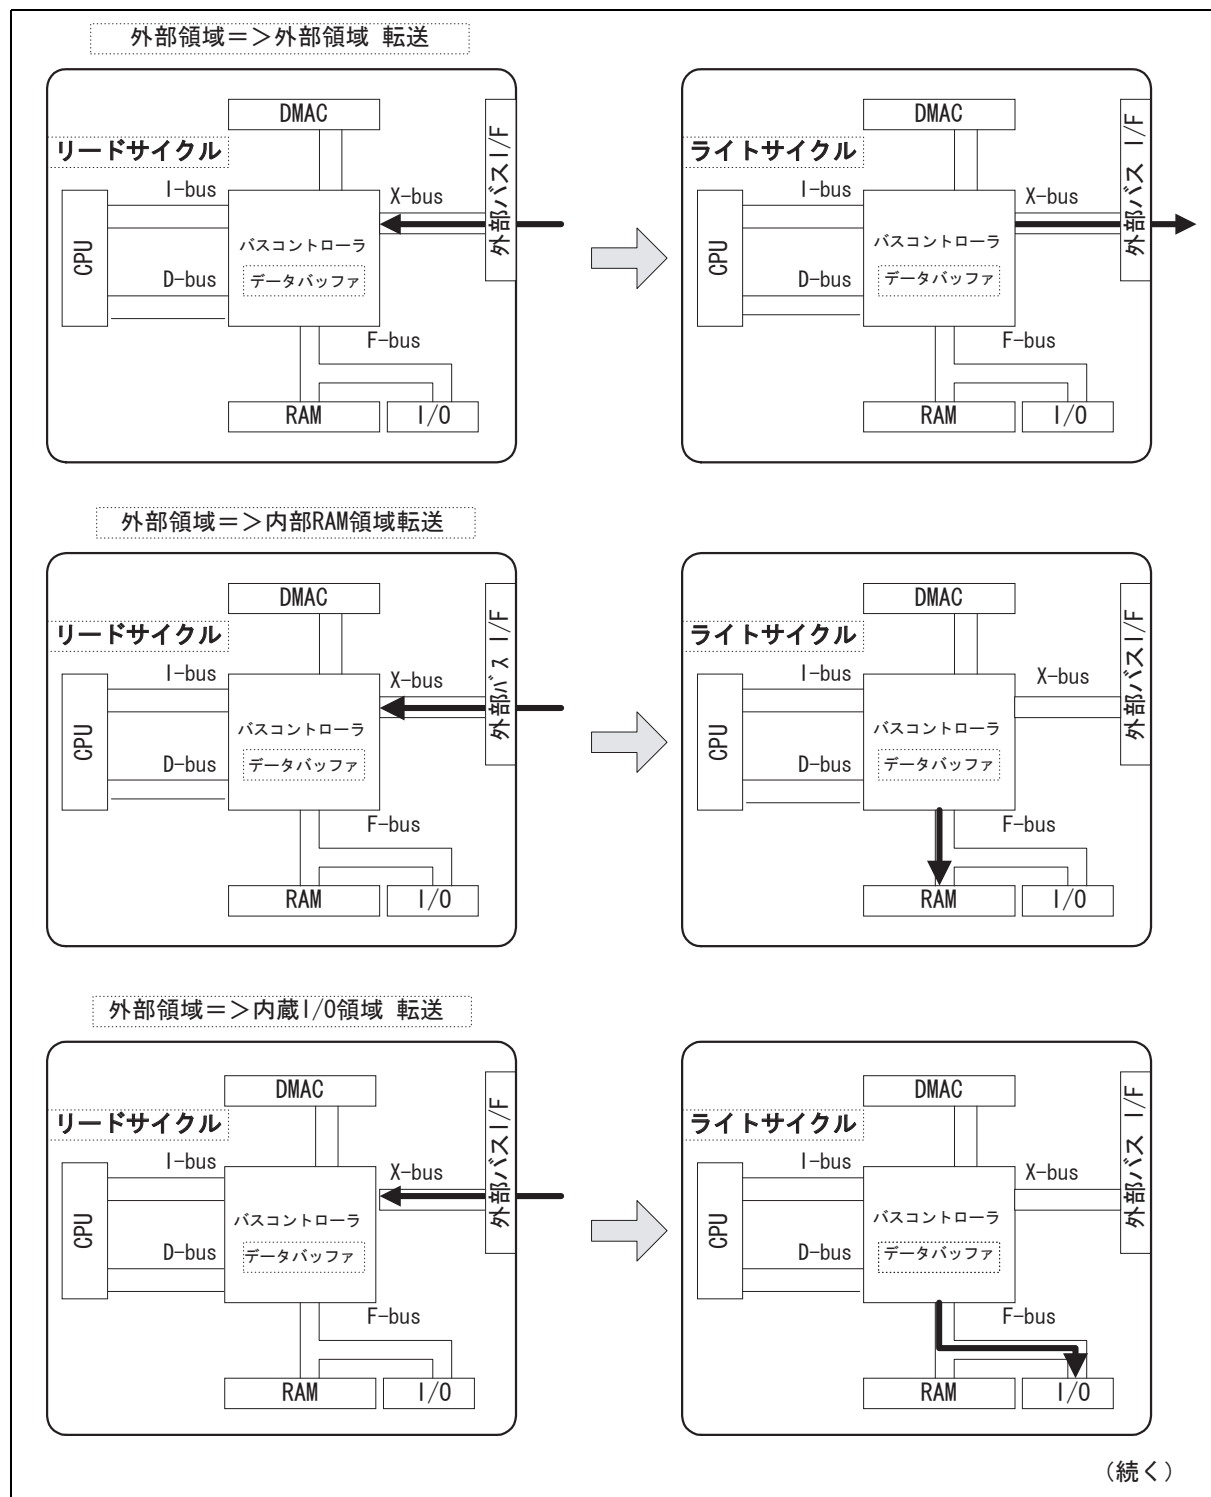 外部領域＝＞外部領域 転送
DMAC
リードサイクル
I-bus
X-bus
外部バスI/F
CPU
バスコントローラ
データバッファ
D-bus
F-bus
RAM
I/O
DMAC
ライトサイクル
I-bus
X-bus
外部バス I/F
CPU
バスコントローラ
データバッファ
D-bus
F-bus
RAM
I/O
外部領域＝＞内部RAM領域転送
DMAC
リードサイクル
I-bus
X-bus
外部ﾊﾞｽ I/F
CPU
バスコントローラ
データバッファ
D-bus
F-bus
RAM
I/O
DMAC
ライトサイクル
I-bus
X-bus
外部バスI/F
CPU
バスコントローラ
データバッファ
D-bus
F-bus
RAM
I/O
外部領域＝＞内蔵I/O領域 転送
DMAC
リードサイクル
I-bus
X-bus
外部バスI/F
CPU
バスコントローラ
データバッファ
D-bus
F-bus
RAM
I/O
DMAC
ライトサイクル
I-bus
X-bus
外部バス I/F
CPU
バスコントローラ
データバッファ
D-bus
F-bus
RAM
I/O
（続く）